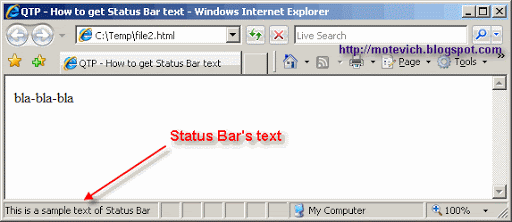 QTP - How to get Status Bar text - Windows Internet Explorer
C:\Temp\file2.html
Live Search
http://motevich.blogspot.com
QTP - How to get Status Bar text
Page
Tools
bla-bla-bla
Status Bar's text
This is a sample text of Status Bar
My Computer
100%